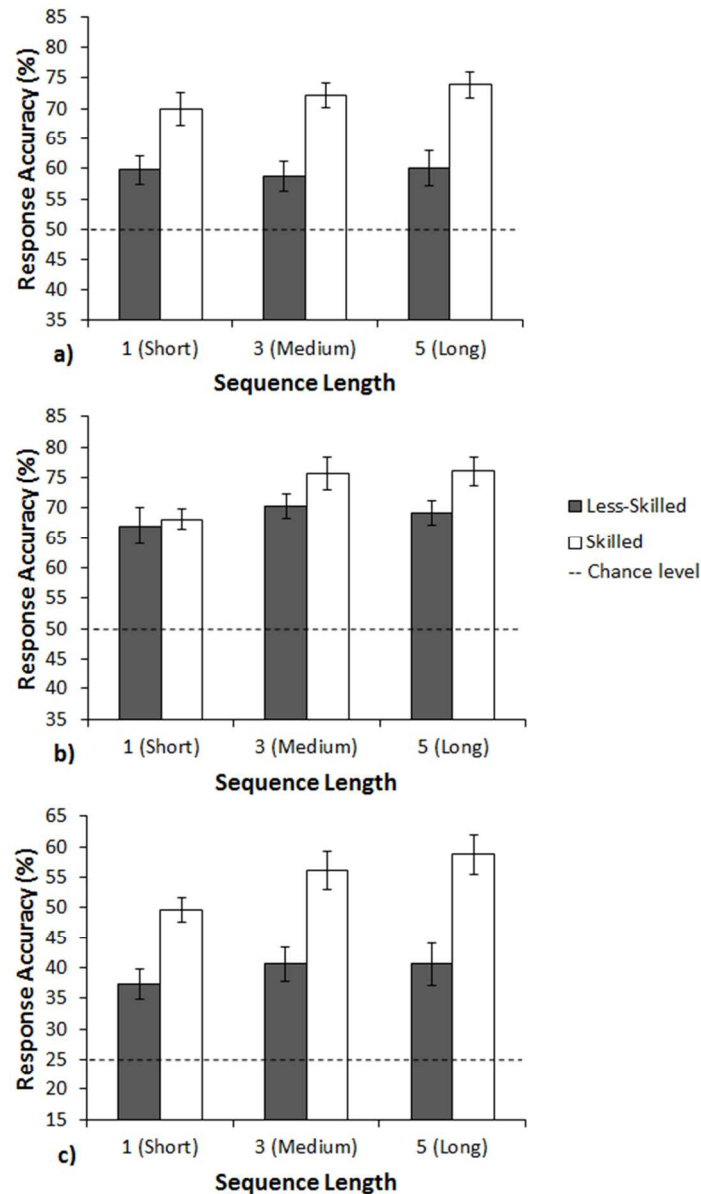 Response Accuracy (%)
85
80
75
70
65
60
55
50
45
40
35
1 (Short) 3 (Medium) 5 (Long)
a)
Sequence Length
Response Accuracy (%)
85
80
75
70
65
60
55
50
45
40
35
1 (Short) 3 (Medium) 5 (Long)
b)
Sequence Length
Less-Skilled
Skilled
-- Chance level
Response Accuracy (%)
65
60
55
50
45
40
35
30
25
20
15
1 (Short) 3 (Medium) 5 (Long)
c)
Sequence Length